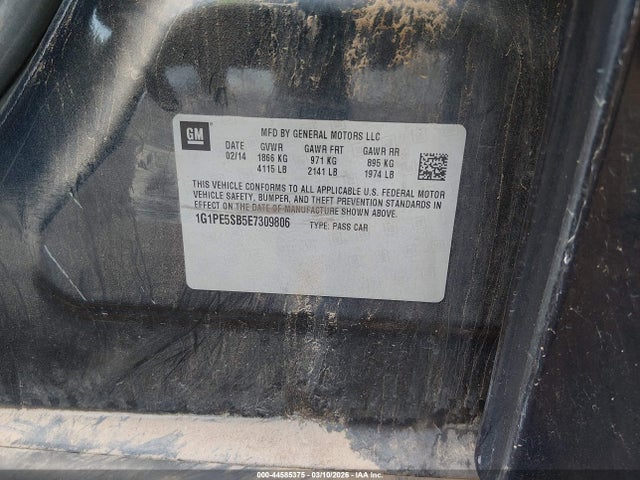 GM
MFD BY GENERAL MOTORS LLC
DATE GVWR GAWR FRT GAWR RR
02/14 1866 KG 971 KG 895 KG
4115 LB 2141 LB 1974 LB
THIS VEHICLE CONFORMS TO ALL APPLICABLE U.S. FEDERAL MOTOR
VEHICLE SAFETY, BUMPER, AND THEFT PREVENTION STANDARDS
IN EFFECT ON THE DATE OF MANUFACTURE SHOWN ABOVE.
1G1PE5SB5E7309806 TYPE: PASS CAR
000-44585375 - 03/10/2026 - IAA Inc.